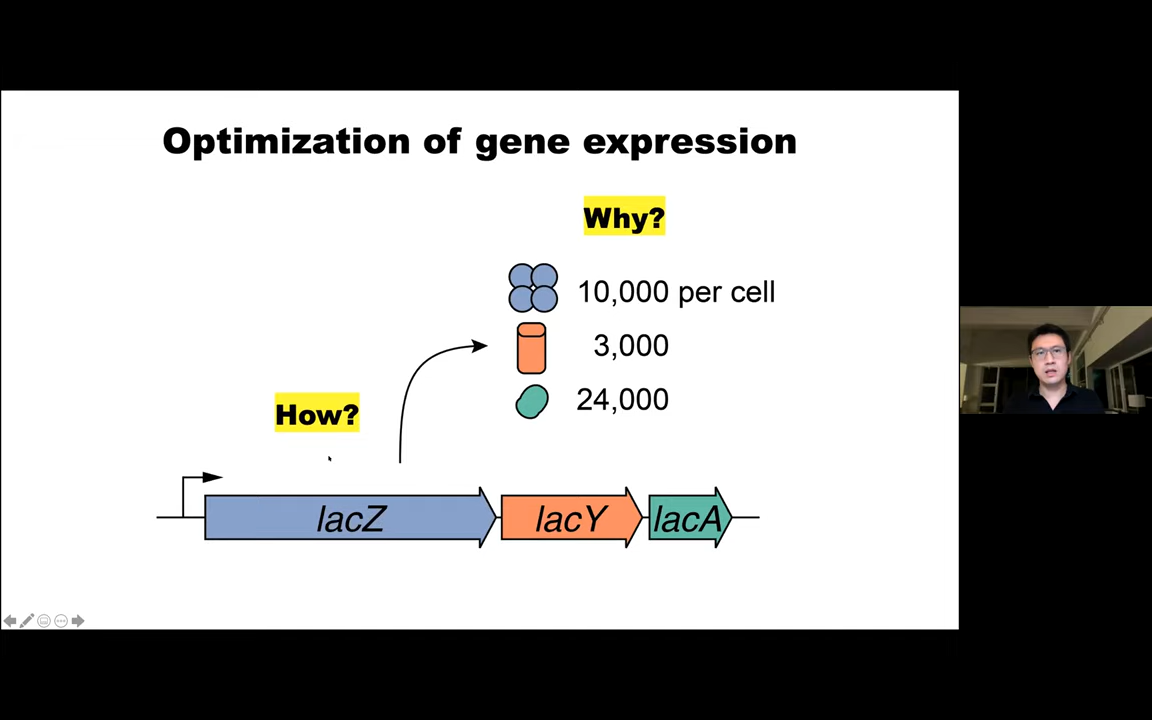 Optimization of gene expression
Why?
10,000 per cell
3,000
24,000
How?
lacZ
lacY
lacA